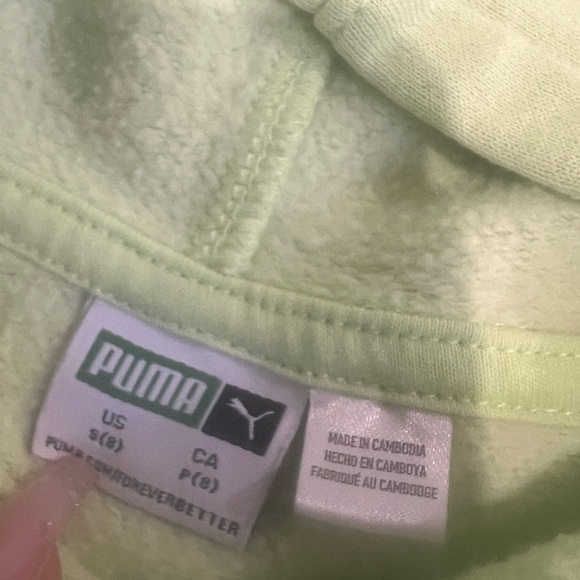 PUMA
US
S(8)
CA
P(8)
PUMA.COM/FOREVERBETTER
MADE IN CAMBODIA
HECHO EN CAMBOYA
FABRIQUÉ AU CAMBODGE